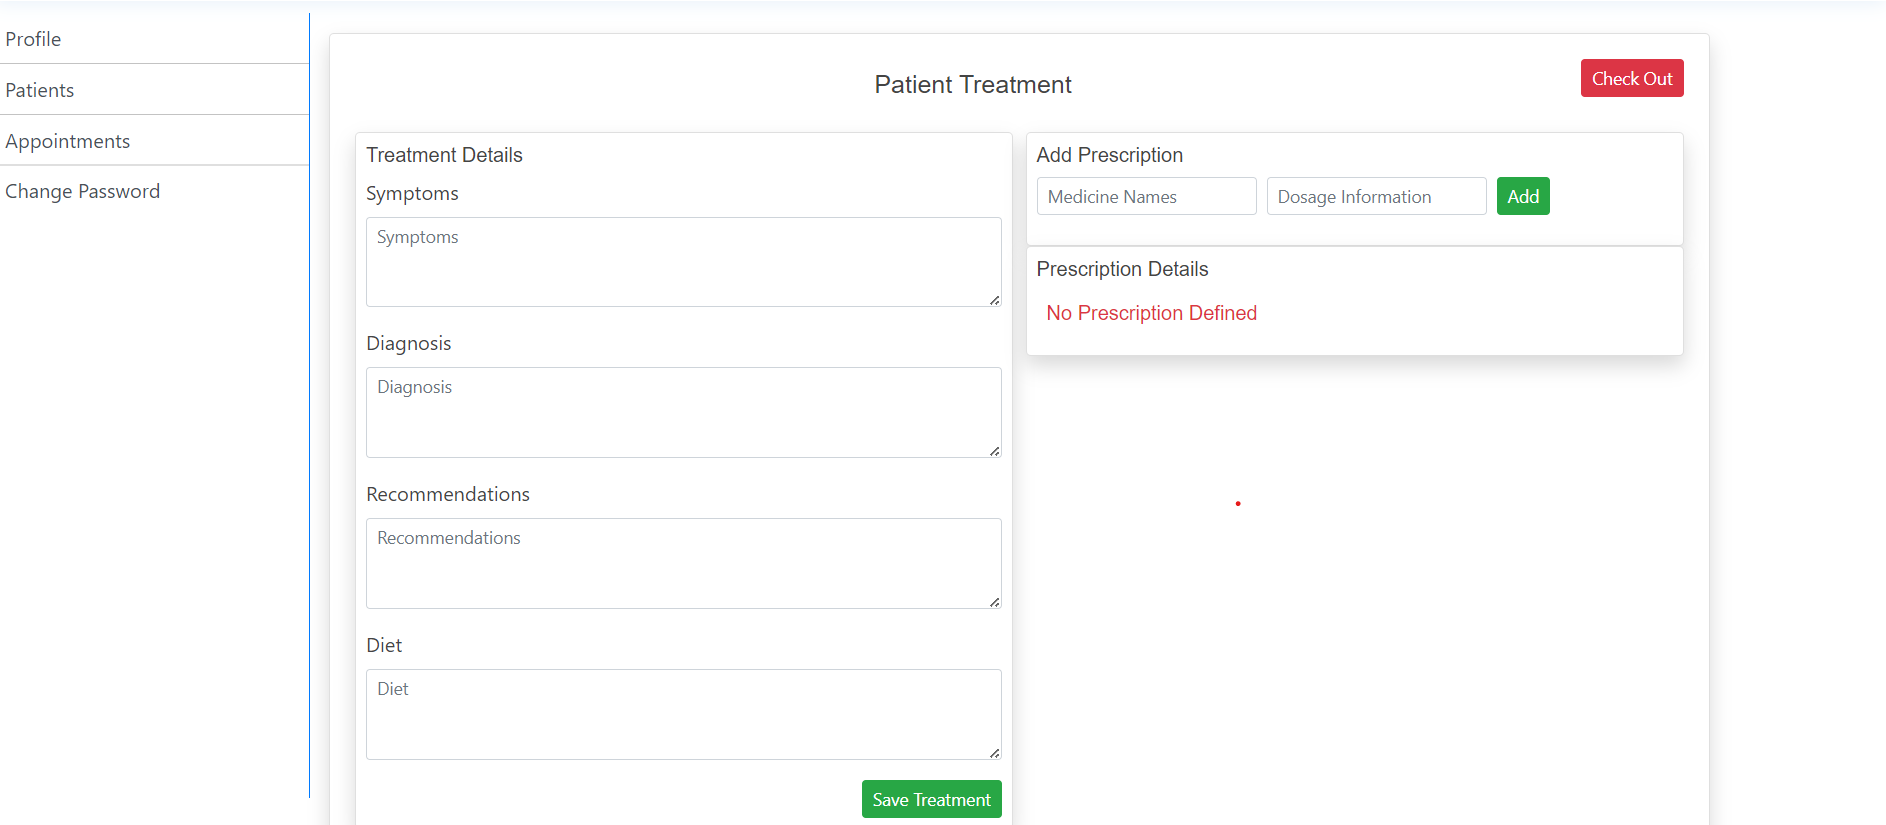 Profile
Patients
Appointments
Change Password
Patient Treatment
Check Out
Treatment Details
Symptoms
Symptoms
Diagnosis
Diagnosis
Recommendations
Recommendations
Diet
Diet
Save Treatment
Add Prescription
Medicine Names
Dosage Information
Add
Prescription Details
No Prescription Defined